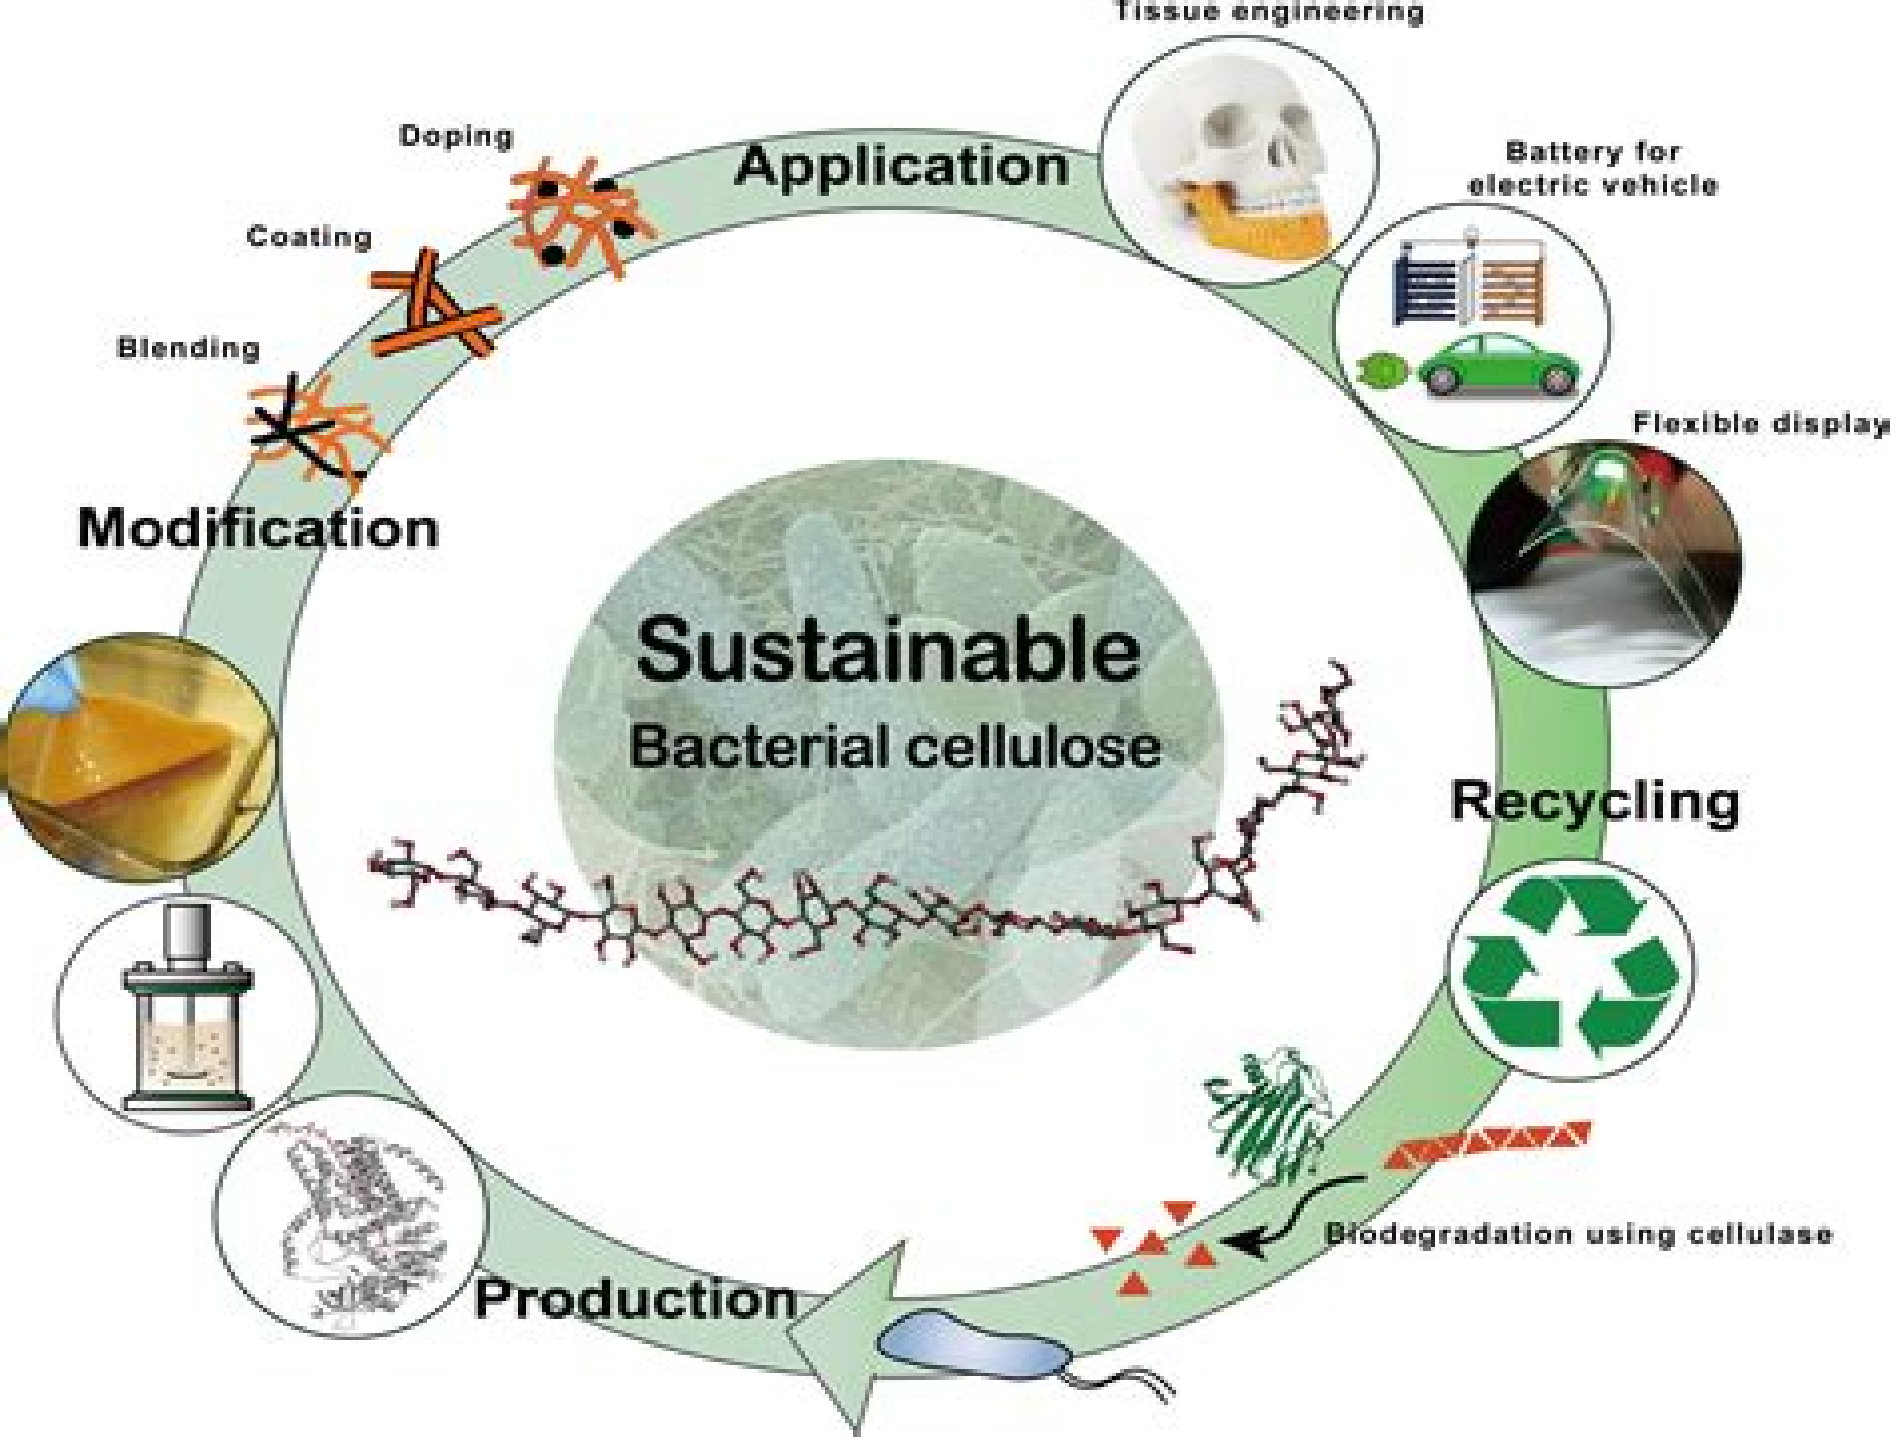 Tissue engineering
Doping
Application
Battery for
electric vehicle
Coating
Blending
Flexible display
Modification
Sustainable
Bacterial cellulose
Recycling
Biodegradation using cellulase
Production